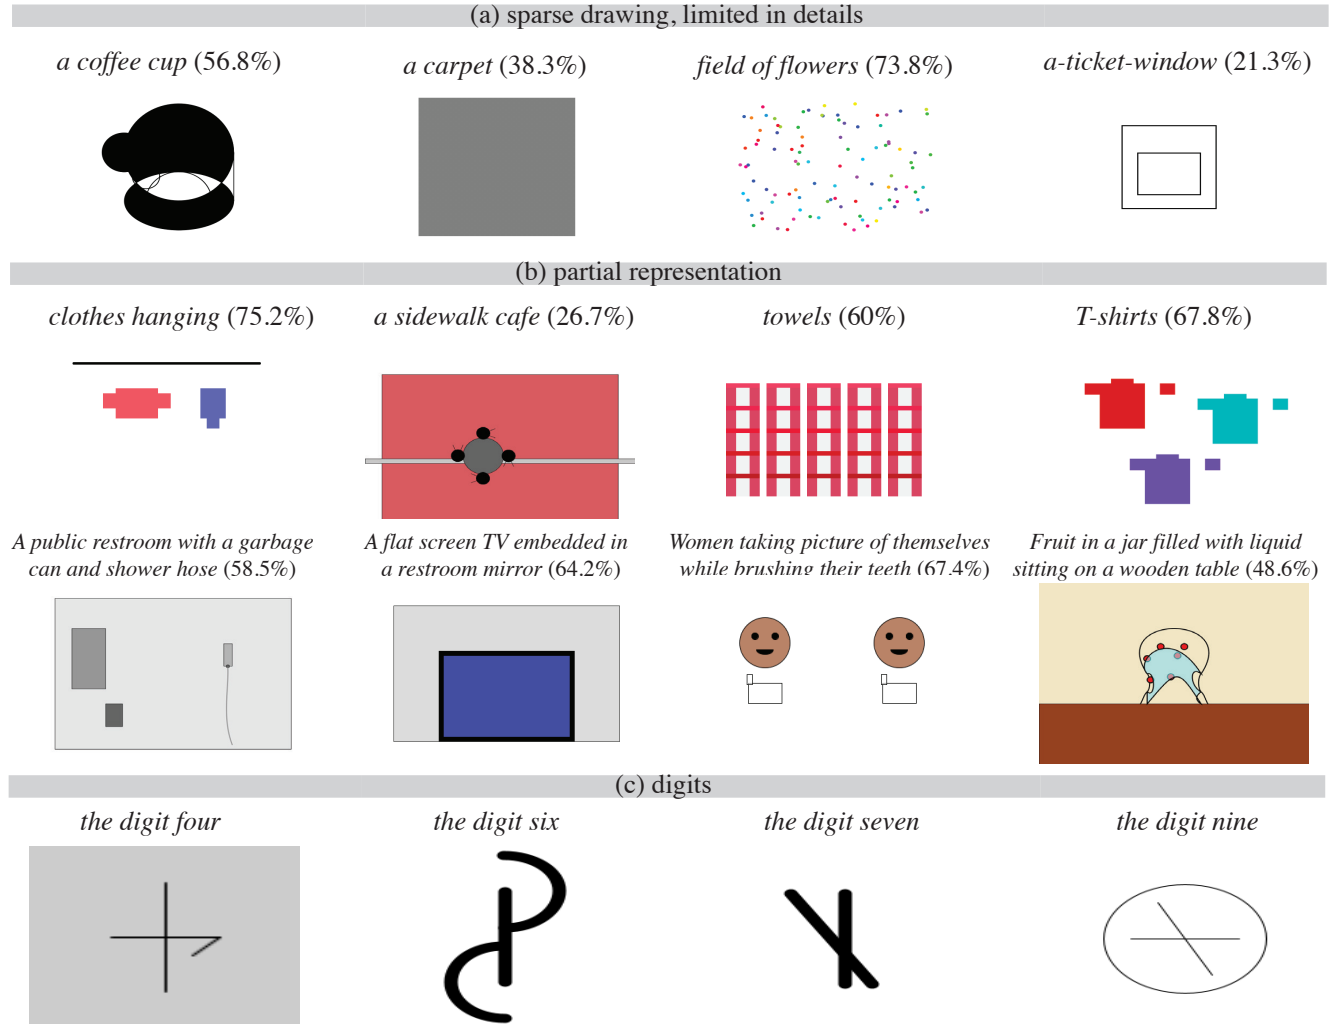 (a) sparse drawing, limited in details
a coffee cup (56.8%)
a carpet (38.3%)
field of flowers (73.8%)
a-ticket-window (21.3%)
(b) partial representation
clothes hanging (75.2%)
a sidewalk cafe (26.7%)
towels (60%)
T-shirts (67.8%)
A public restroom with a garbage
can and shower hose (58.5%)
A flat screen TV embedded in
a restroom mirror (64.2%)
Women taking picture of themselves
while brushing their teeth (67.4%)
Fruit in a jar filled with liquid
sitting on a wooden table (48.6%)
(c) digits
the digit four
the digit six
the digit seven
the digit nine